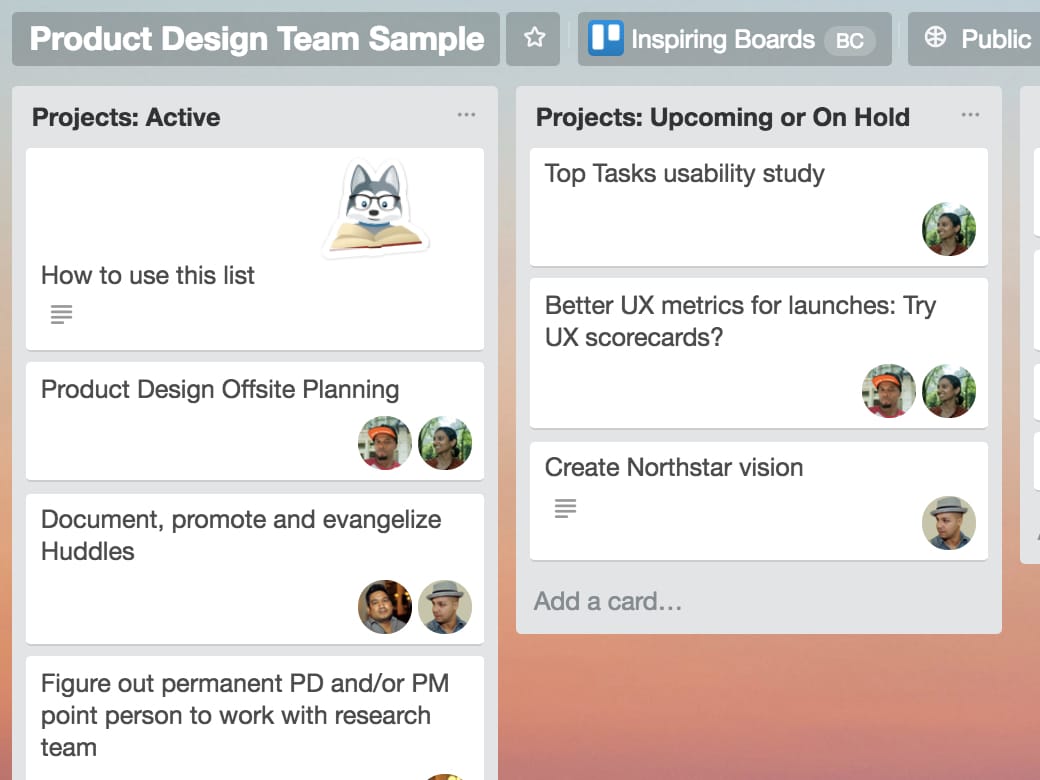 Product Design Team Sample
Inspiring Boards BC
Public
Projects: Active
How to use this list
Product Design Offsite Planning
Document, promote and evangelize
Huddles
Figure out permanent PD and/or PM
point person to work with research
team
Projects: Upcoming or On Hold
Top Tasks usability study
Better UX metrics for launches: Try
UX scorecards?
Create Northstar vision
Add a card…